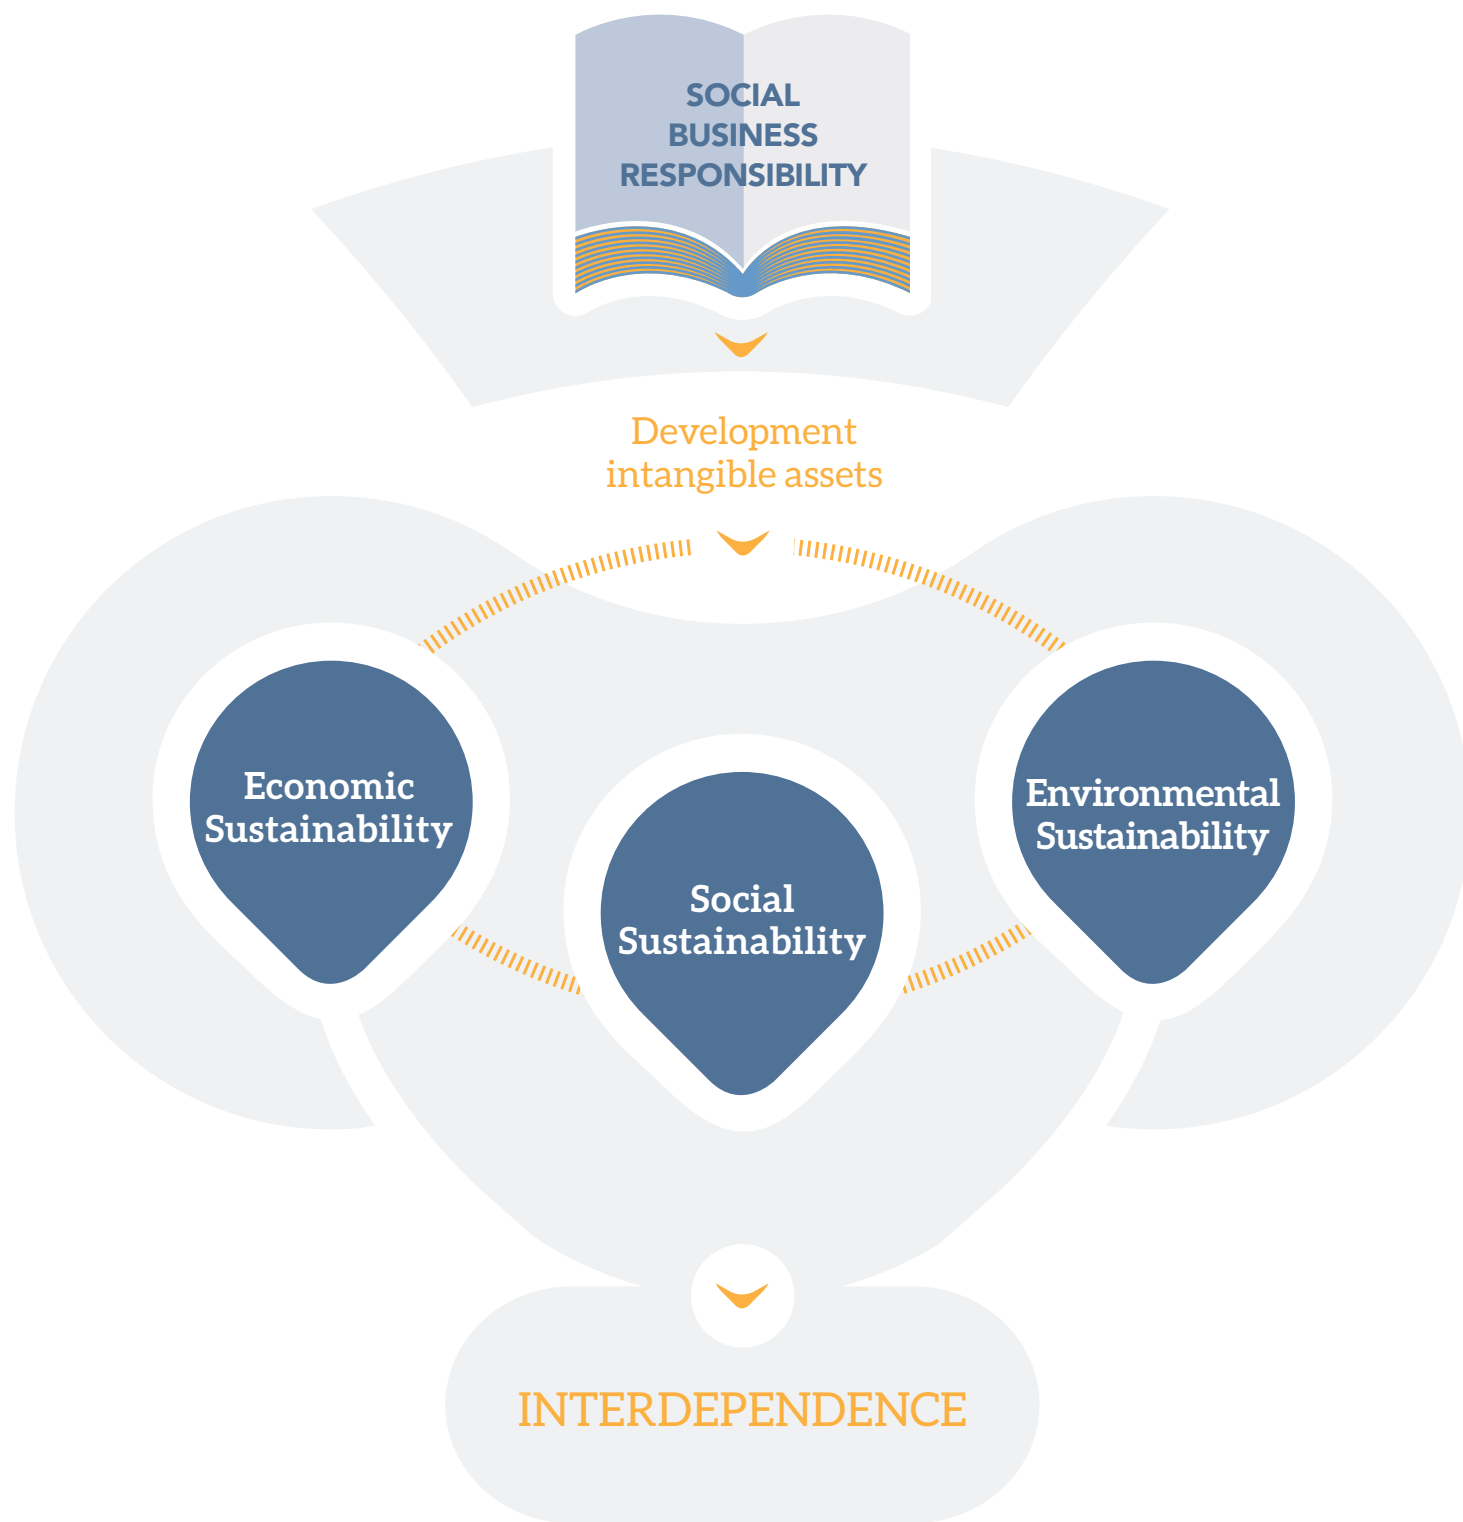 SOCIAL
BUSINESS
RESPONSIBILITY
Development
intangible assets
Economic
Sustainability
Social
Sustainability
Environmental
Sustainability
INTERDEPENDENCE